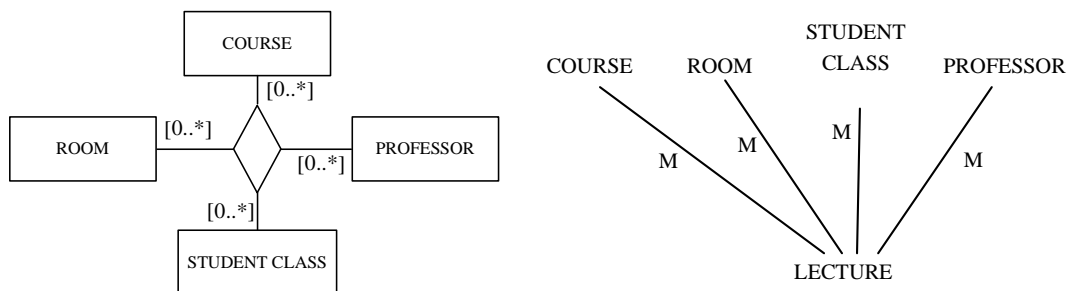 COURSE
[0..*]
ROOM
[0..*]
PROFESSOR
[0..*]
[0..*]
STUDENT CLASS
STUDENT
CLASS
COURSE
ROOM
PROFESSOR
M
M
M
M
LECTURE